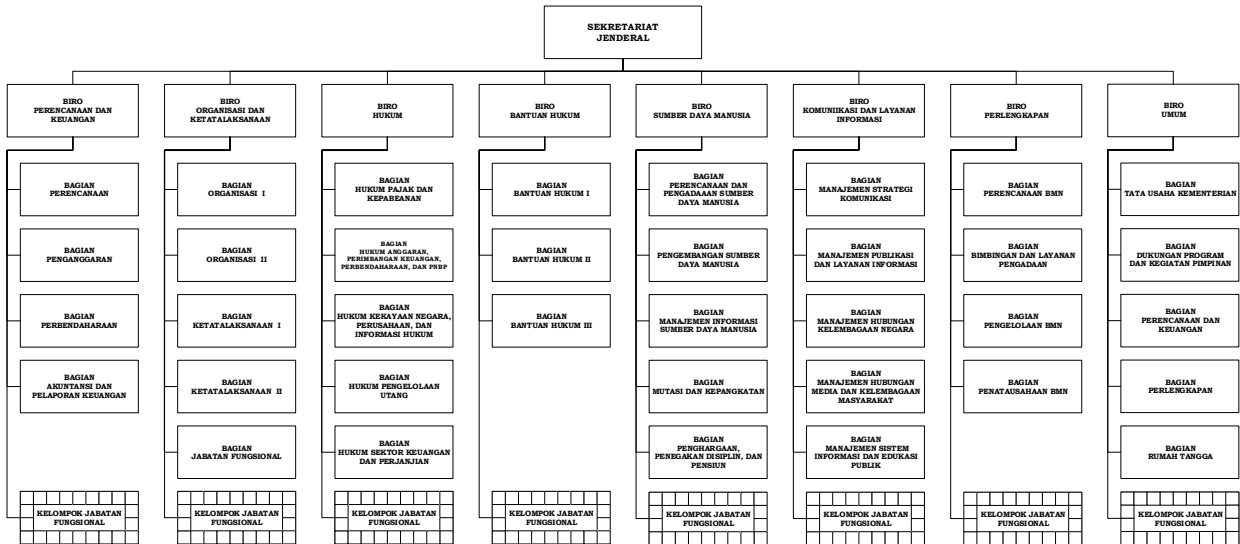 SEKRETARIAT
JENDERAL
BIRO
PERENCANAAN DAN
KEUANGAN
BIRO
ORGANISASI DAN
KETATALAKSANAAN
BIRO
HUKUM
BIRO
BANTUAN HUKUM
BIRO
SUMBER DAYA MANUSIA
BIRO
KOMUNIIKASI DAN LAYANAN
INFORMASI
BIRO
PERLENGKAPAN
BIRO
UMUM
BAGIAN
PERENCANAAN
BAGIAN
PENGANGGARAN
BAGIAN
PERBENDAHARAAN
BAGIAN
AKUNTANSI DAN
PELAPORAN KEUANGAN
KELOMPOK JABATAN
FUNGSIONAL
BAGIAN
ORGANISASI I
BAGIAN
ORGANISASI II
BAGIAN
KETATALAKSANAAN I
BAGIAN
KETATALAKSANAAN II
BAGIAN
JABATAN FUNGSIONAL
KELOMPOK JABATAN
FUNGSIONAL
BAGIAN
HUKUM PAJAK DAN
KEPABEANAN
BAGIAN
HUKUM ANGGARAN,
PERIMBANGAN KEUANGAN,
PERBENDAHARAAN, DAN PNBP
BAGIAN
HUKUM KEKAYAAN NEGARA,
PERUSAHAAN, DAN
INFORMASI HUKUM
BAGIAN
HUKUM PENGELOLAAN
UTANG
BAGIAN
HUKUM SEKTOR KEUANGAN
DAN PERJANJIAN
KELOMPOK JABATAN
FUNGSIONAL
BAGIAN
BANTUAN HUKUM I
BAGIAN
BANTUAN HUKUM II
BAGIAN
BANTUAN HUKUM III
KELOMPOK JABATAN
FUNGSIONAL
BAGIAN
PERENCANAAN DAN
PENGADAAAN SUMBER
DAYA MANUSIA
BAGIAN
PENGEMBANGAN SUMBER
DAYA MANUSIA
BAGIAN
MANAJEMEN INFORMASI
SUMBER DAYA MANUSIA
BAGIAN
MUTASI DAN KEPANGKATAN
BAGIAN
PENGHARGAAN,
PENEGAKAN DISIPLIN, DAN
PENSIUN
KELOMPOK JABATAN
FUNGSIONAL
BAGIAN
MANAJEMEN STRATEGI
KOMUNIKASI
BAGIAN
MANAJEMEN PUBLIKASI
DAN LAYANAN INFORMASI
BAGIAN
MANAJEMEN HUBUNGAN
KELEMBAGAAN NEGARA
BAGIAN
MANAJEMEN HUBUNGAN
MEDIA DAN KELEMBAGAAN
MASYARAKAT
BAGIAN
MANAJEMEN SISTEM
INFORMASI DAN EDUKASI
PUBLIK
KELOMPOK JABATAN
FUNGSIONAL
BAGIAN
PERENCANAAN BMN
BAGIAN
BIMBINGAN DAN LAYANAN
PENGADAAN
BAGIAN
PENGELOLAAN BMN
BAGIAN
PENATAUSAHAAN BMN
KELOMPOK JABATAN
FUNGSIONAL
BAGIAN
TATA USAHA KEMENTERIAN
BAGIAN
DUKUNGAN PROGRAM
DAN KEGIATAN PIMPINAN
BAGIAN
PERENCANAAN DAN
KEUANGAN
BAGIAN
PERLENGKAPAN
BAGIAN
RUMAH TANGGA
KELOMPOK JABATAN
FUNGSIONAL